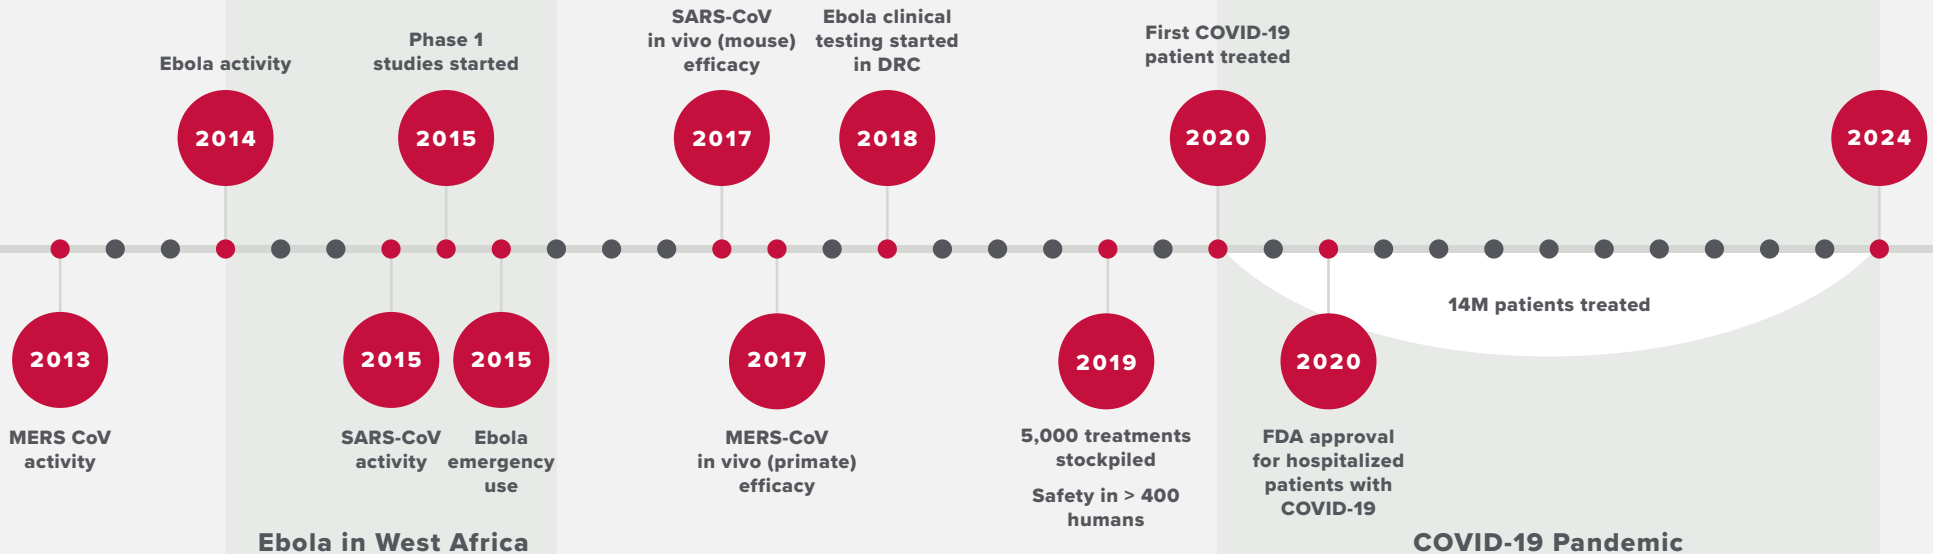 Ebola activity
2014
Phase 1
studies started
2015
SARS-CoV
in vivo (mouse)
efficacy
2017
Ebola clinical
testing started
in DRC
2018
First COVID-19
patient treated
2020
2024
14M patients treated
2013
MERS CoV
activity
2015
SARS-CoV
activity
2015
Ebola
emergency
use
2017
MERS-CoV
in vivo (primate)
efficacy
2019
5,000 treatments
stockpiled
Safety in > 400
humans
2020
FDA approval
for hospitalized
patients with
COVID-19
Ebola in West Africa
COVID-19 Pandemic